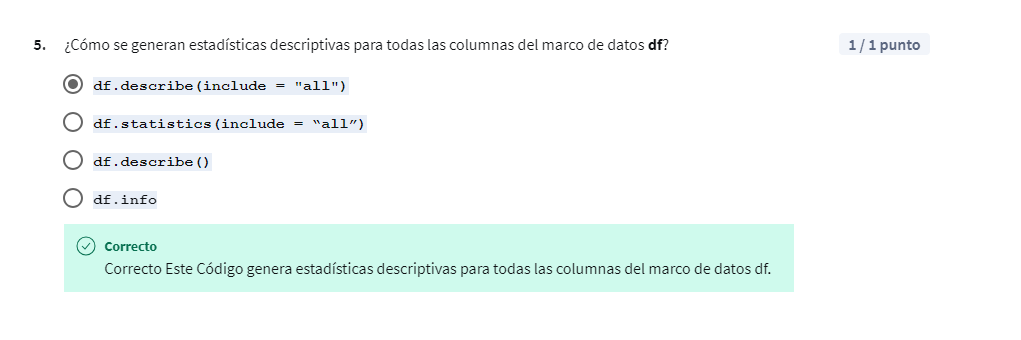 5. ¿Cómo se generan estadísticas descriptivas para todas las columnas del marco de datos df?
1 / 1 punto
df.describe(include = "all")
df.statistics(include = “all”)
df.describe()
df.info
Correcto
Correcto Este Código genera estadísticas descriptivas para todas las columnas del marco de datos df.